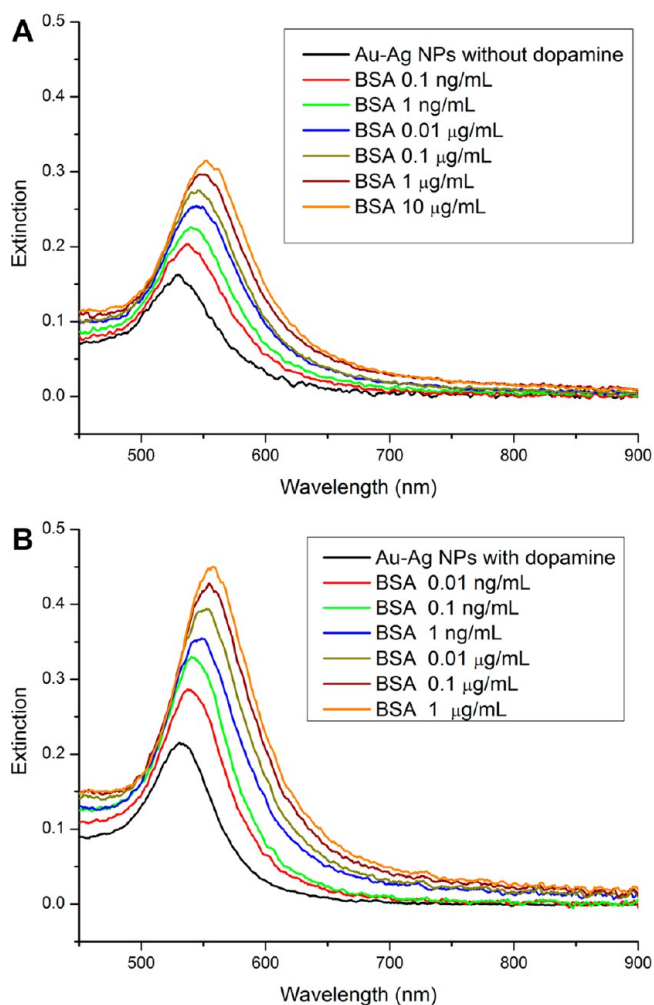 A
0.5
0.4
0.3
0.2
0.1
0.0
Extinction
Au-Ag NPs without dopamine
BSA 0.1 ng/mL
BSA 1 ng/mL
BSA 0.01 μg/mL
BSA 0.1 μg/mL
BSA 1 μg/mL
BSA 10 μg/mL
500 600 700 800 900
Wavelength (nm)
B
0.5
0.4
0.3
0.2
0.1
0.0
Extinction
Au-Ag NPs with dopamine
BSA 0.01 ng/mL
BSA 0.1 ng/mL
BSA 1 ng/mL
BSA 0.01 μg/mL
BSA 0.1 μg/mL
BSA 1 μg/mL
500 600 700 800 900
Wavelength (nm)